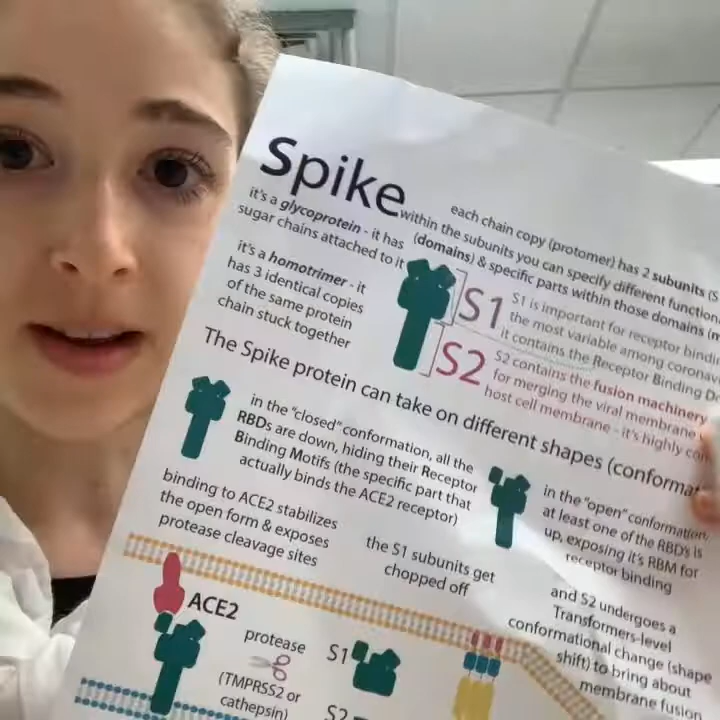 Spike
it's a glycoprotein - it has
sugar chains attached to it
it's a homotrimer - it
has 3 identical copies
of the same protein
chain stuck together
each chain copy (protomer) has 2 subunits (S
within the subunits you can specify different function
(domains) & specific parts within those domains (m
S1
S1 is important for receptor bindi
the most variable among coronav
it contains the Receptor Binding D
S2
S2 contains the fusion machinery
for merging the viral membrane
host cell membrane - it's highly con
The Spike protein can take on different shapes (conformat
in the "closed" conformation, all the
RBDs are down, hiding their Receptor
Binding Motifs (the specific part that
actually binds the ACE2 receptor)
in the "open" conformation,
at least one of the RBDs is
up, exposing it's RBM for
receptor binding
binding to ACE2 stabilizes
the open form & exposes
protease cleavage sites
the S1 subunits get
chopped off
and S2 undergoes a
Transformers-level
conformational change (shape
shift) to bring about
membrane fusion
ACE2
protease
(TMPRSS2 or
cathepsin)
S1
S2